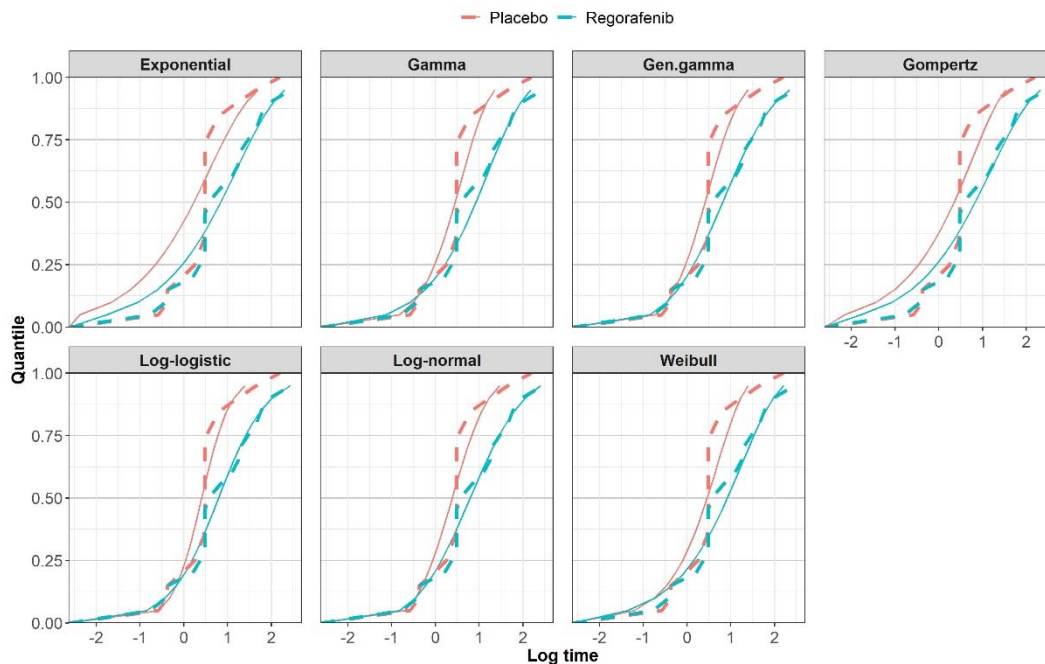 Placebo Regorafenib
Exponential Gamma Gen.gamma Gompertz
1.00
0.75
0.50
0.25
0.00
-2 -1 0 1 2
Log-logistic Log-normal Weibull
1.00
0.75
0.50
0.25
0.00
-2 -1 0 1 2 -2 -1 0 1 2 -2 -1 0 1 2
Quantile
Log time